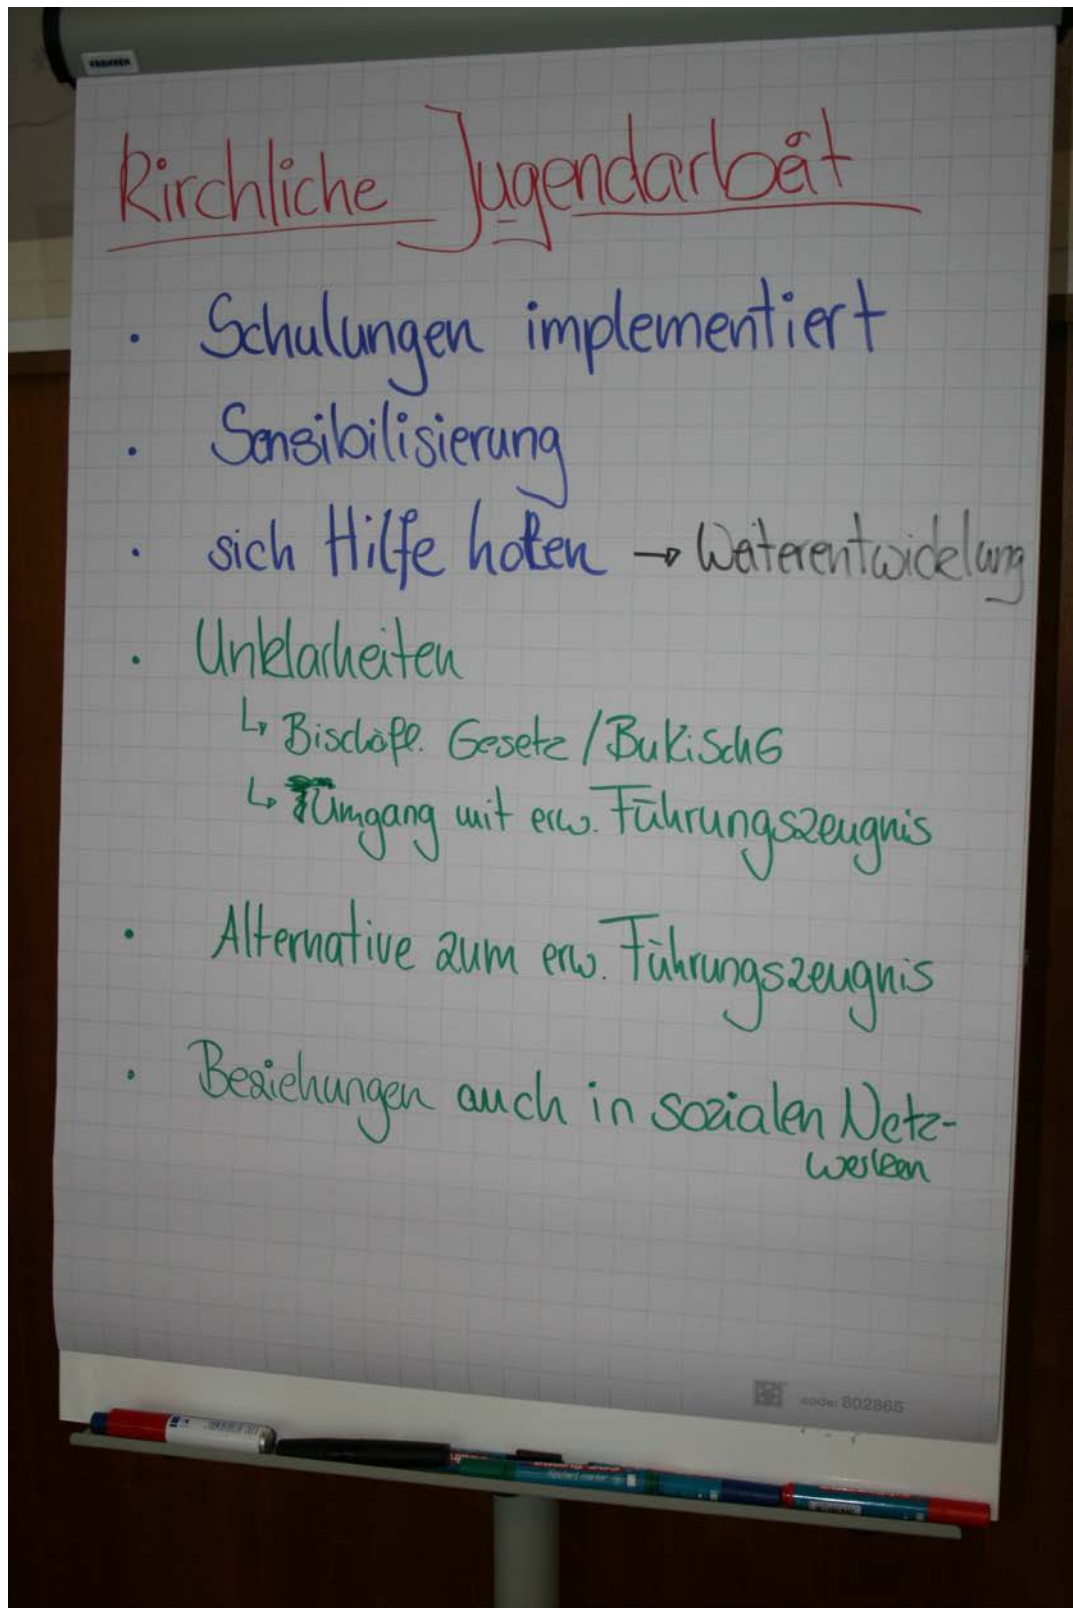 FRANKEN
Kirchliche Jugendarbeit
· Schulungen implementiert
· Sensibilisierung
· sich Hilfe holen → Weiterentwickelung
· Unklarheiten
↳ Bischöfl. Gesetz / BuKiSchG
↳ Umgang mit erw. Führungszeugnis
· Alternative zum erw. Führungszeugnis
· Beziehungen auch in sozialen Netz-
werken
code: 802865